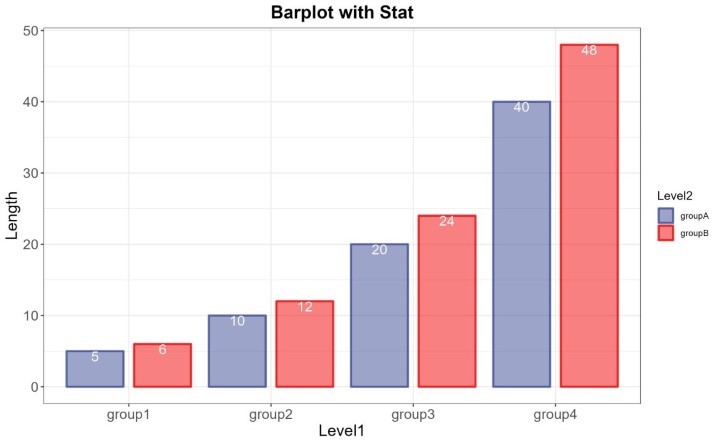 Barplot with Stat
50
40
30
20
10
0
Length
5
6
10
12
20
24
40
48
group1
group2
group3
group4
Level1
Level2
groupA
groupB